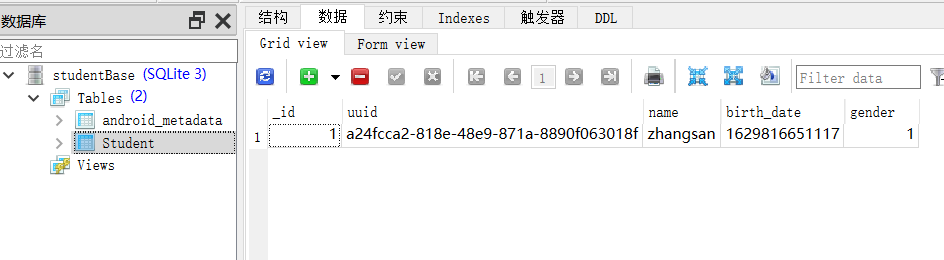 数据库
过滤名
studentBase (SQLite 3)
Tables (2)
android_metadata
Student
Views
结构 数据 约束 Indexes 触发器 DDL
Grid view Form view
1 Filter data
_id uuid name birth_date gender
1 1 a24fcca2-818e-48e9-871a-8890f063018f zhangsan 1629816651117 1